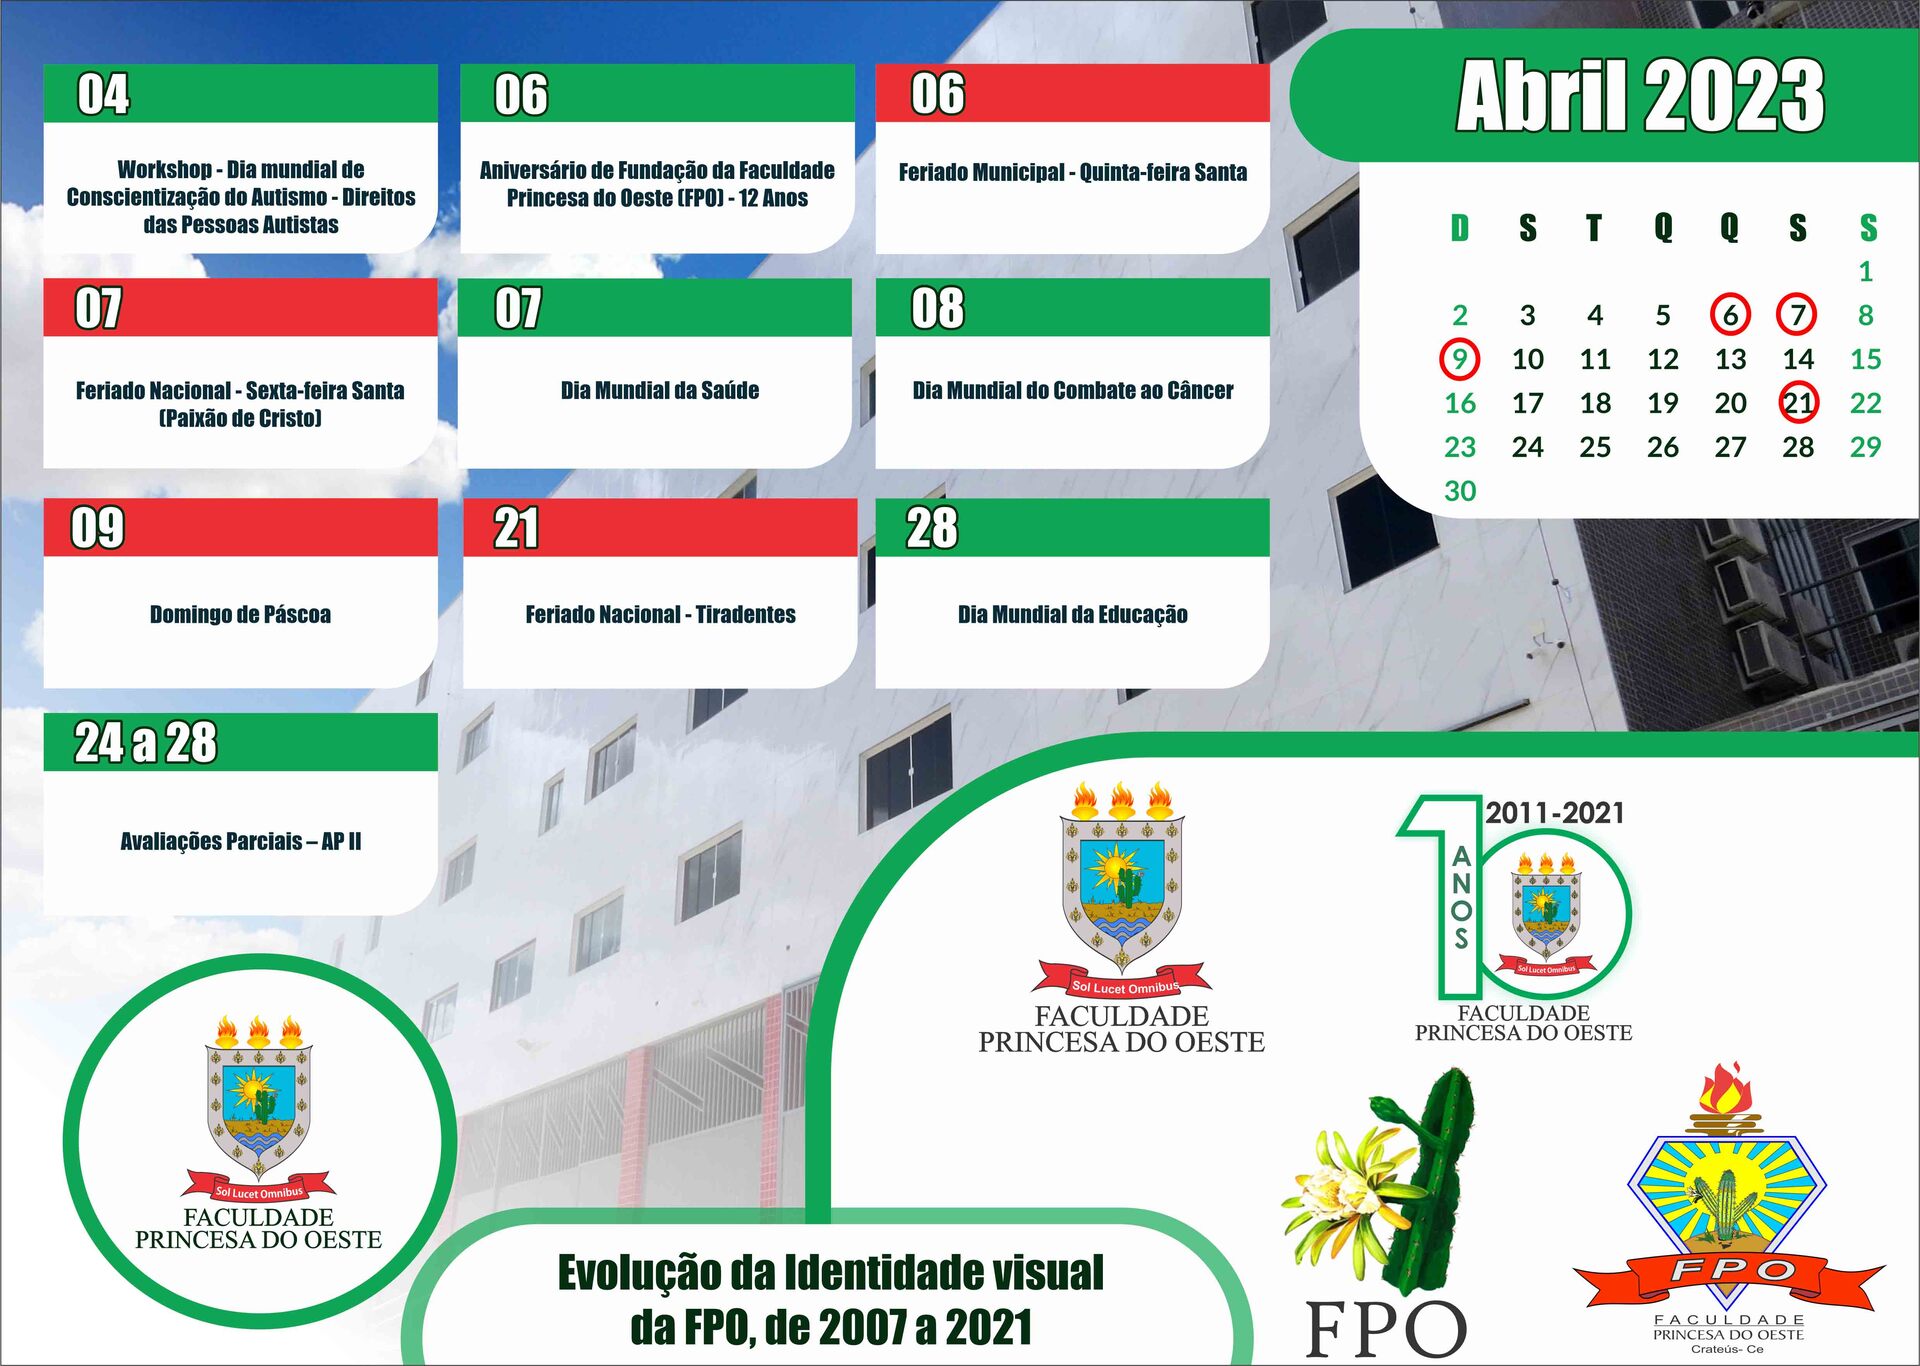 04
Workshop - Dia mundial de
Conscientização do Autismo - Direitos
das Pessoas Autistas
06
Aniversário de Fundação da Faculdade
Princesa do Oeste (FPO) - 12 Anos
06
Feriado Municipal - Quinta-feira Santa
07
Feriado Nacional - Sexta-feira Santa
(Paixão de Cristo)
07
Dia Mundial da Saúde
08
Dia Mundial do Combate ao Câncer
09
Domingo de Páscoa
21
Feriado Nacional - Tiradentes
28
Dia Mundial da Educação
24 a 28
Avaliações Parciais – AP II
Abril 2023
D S T Q Q S S
1
2 3 4 5 6 7 8
9 10 11 12 13 14 15
16 17 18 19 20 21 22
23 24 25 26 27 28 29
30
Sol Lucet Omnibus
FACULDADE
PRINCESA DO OESTE
Sol Lucet Omnibus
FACULDADE
PRINCESA DO OESTE
2011-2021
10
ANOS
Sol Lucet Omnibus
FACULDADE
PRINCESA DO OESTE
FPO
FPO
FACULDADE
PRINCESA DO OESTE
Crateús- Ce
Evolução da Identidade visual
da FPO, de 2007 a 2021